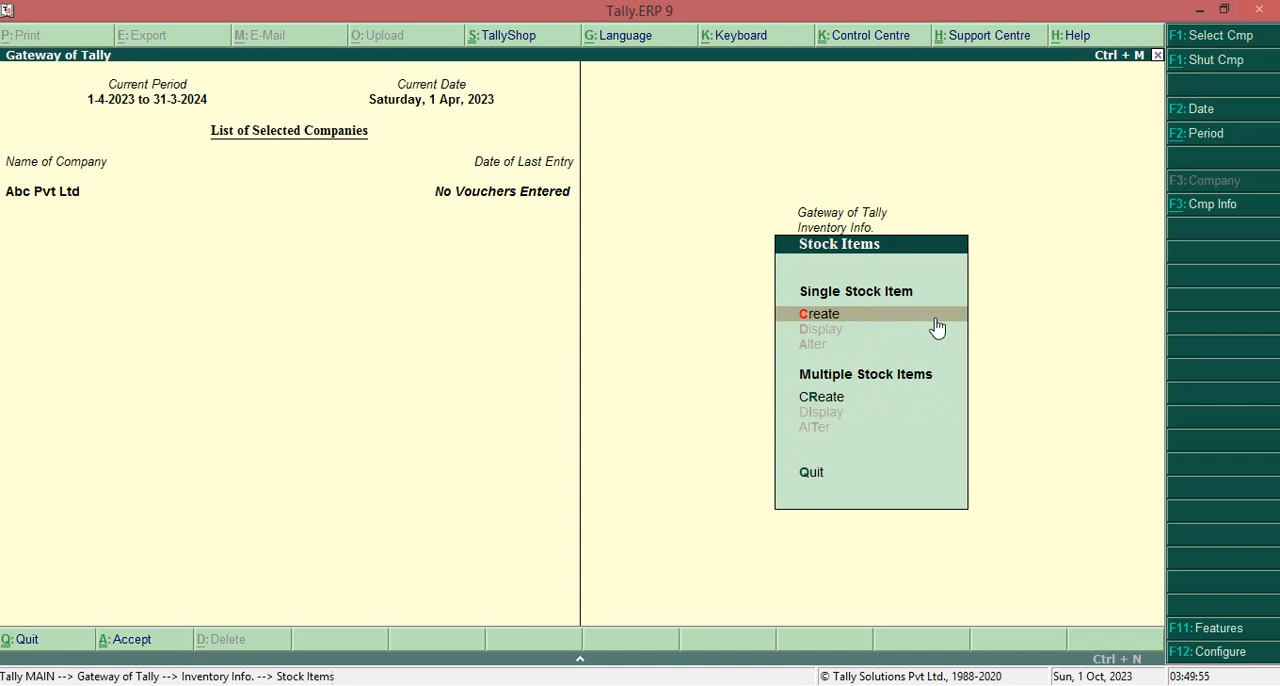 Tally.ERP 9
P: Print E: Export M: E-Mail O: Upload S: TallyShop G: Language K: Keyboard K: Control Centre H: Support Centre H: Help
Gateway of Tally Ctrl + M
Current Period Current Date
1-4-2023 to 31-3-2024 Saturday, 1 Apr, 2023
List of Selected Companies
Name of Company Date of Last Entry
Abc Pvt Ltd No Vouchers Entered
Gateway of Tally
Inventory Info.
Stock Items
Single Stock Item
Create
Display
Alter
Multiple Stock Items
CReate
DIsplay
AlTer
Quit
F1: Select Cmp
F1: Shut Cmp
F2: Date
F2: Period
F3: Company
F3: Cmp Info
F11: Features
F12: Configure
Q: Quit A: Accept D: Delete
Ctrl + N
Tally MAIN --> Gateway of Tally --> Inventory Info. --> Stock Items © Tally Solutions Pvt Ltd., 1988-2020 Sun, 1 Oct, 2023 03:49:55